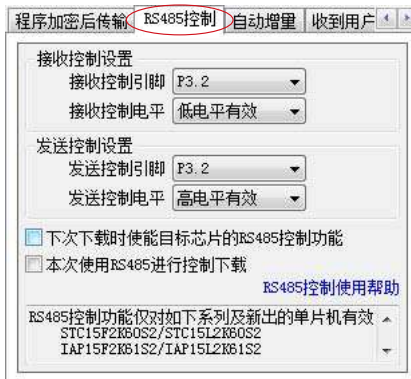 程序加密后传输 RS485控制 自动增量 收到用户
接收控制设置
接收控制引脚 P3.2
接收控制电平 低电平有效
发送控制设置
发送控制引脚 P3.2
发送控制电平 高电平有效
下次下载时使能目标芯片的RS485控制功能
本次使用RS485进行控制下载
RS485控制使用帮助
RS485控制功能仅对如下系列及新出的单片机有效
STC15F2K60S2/STC15L2K60S2
IAP15F2K61S2/IAP15L2K61S2